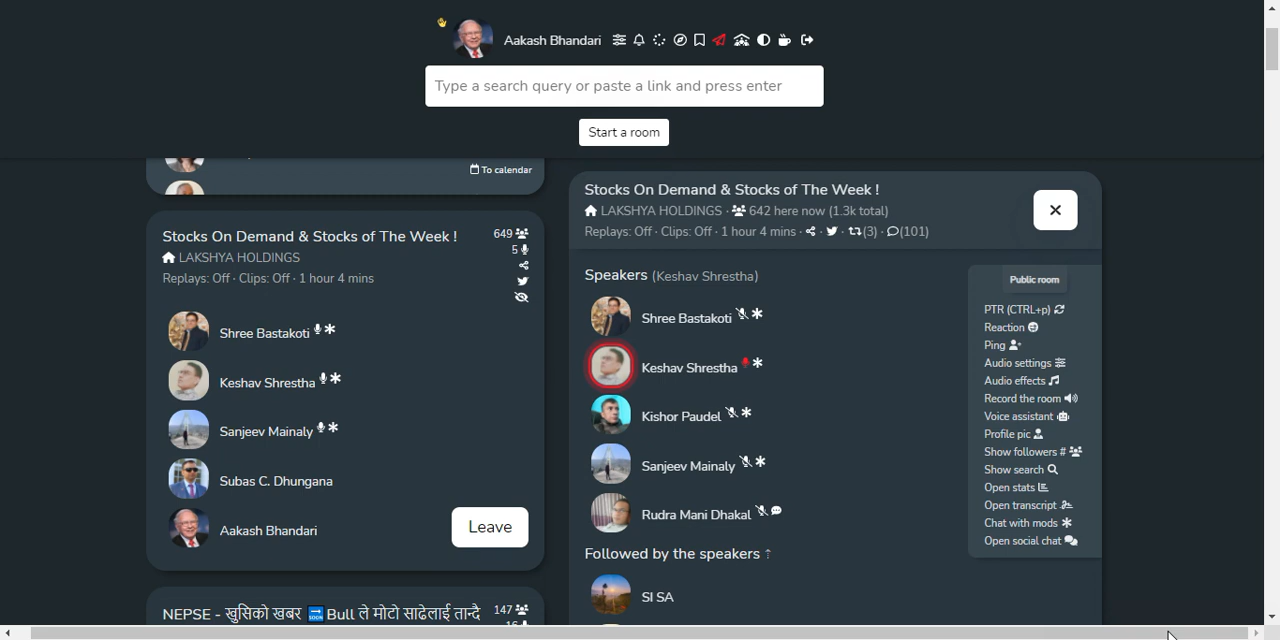 Aakash Bhandari
Type a search query or paste a link and press enter
Start a room
To calendar
Stocks On Demand & Stocks of The Week !
649
5
LAKSHYA HOLDINGS
Replays: Off · Clips: Off · 1 hour 4 mins
Shree Bastakoti
Keshav Shrestha
Sanjeev Mainaly
Subas C. Dhungana
Aakash Bhandari
Leave
NEPSE - खुसिको खबर 🔜 Bull ले मोटो साढेलाई तान्दै
147
16
Stocks On Demand & Stocks of The Week !
LAKSHYA HOLDINGS · 642 here now (1.3k total)
Replays: Off · Clips: Off · 1 hour 4 mins · · · (3) · (101)
Speakers (Keshav Shrestha)
Shree Bastakoti
Keshav Shrestha
Kishor Paudel
Sanjeev Mainaly
Rudra Mani Dhakal
Followed by the speakers ↑
SI SA
Public room
PTR (CTRL+p)
Reaction
Ping
Audio settings
Audio effects
Record the room
Voice assistant
Profile pic
Show followers #
Show search
Open stats
Open transcript
Chat with mods
Open social chat